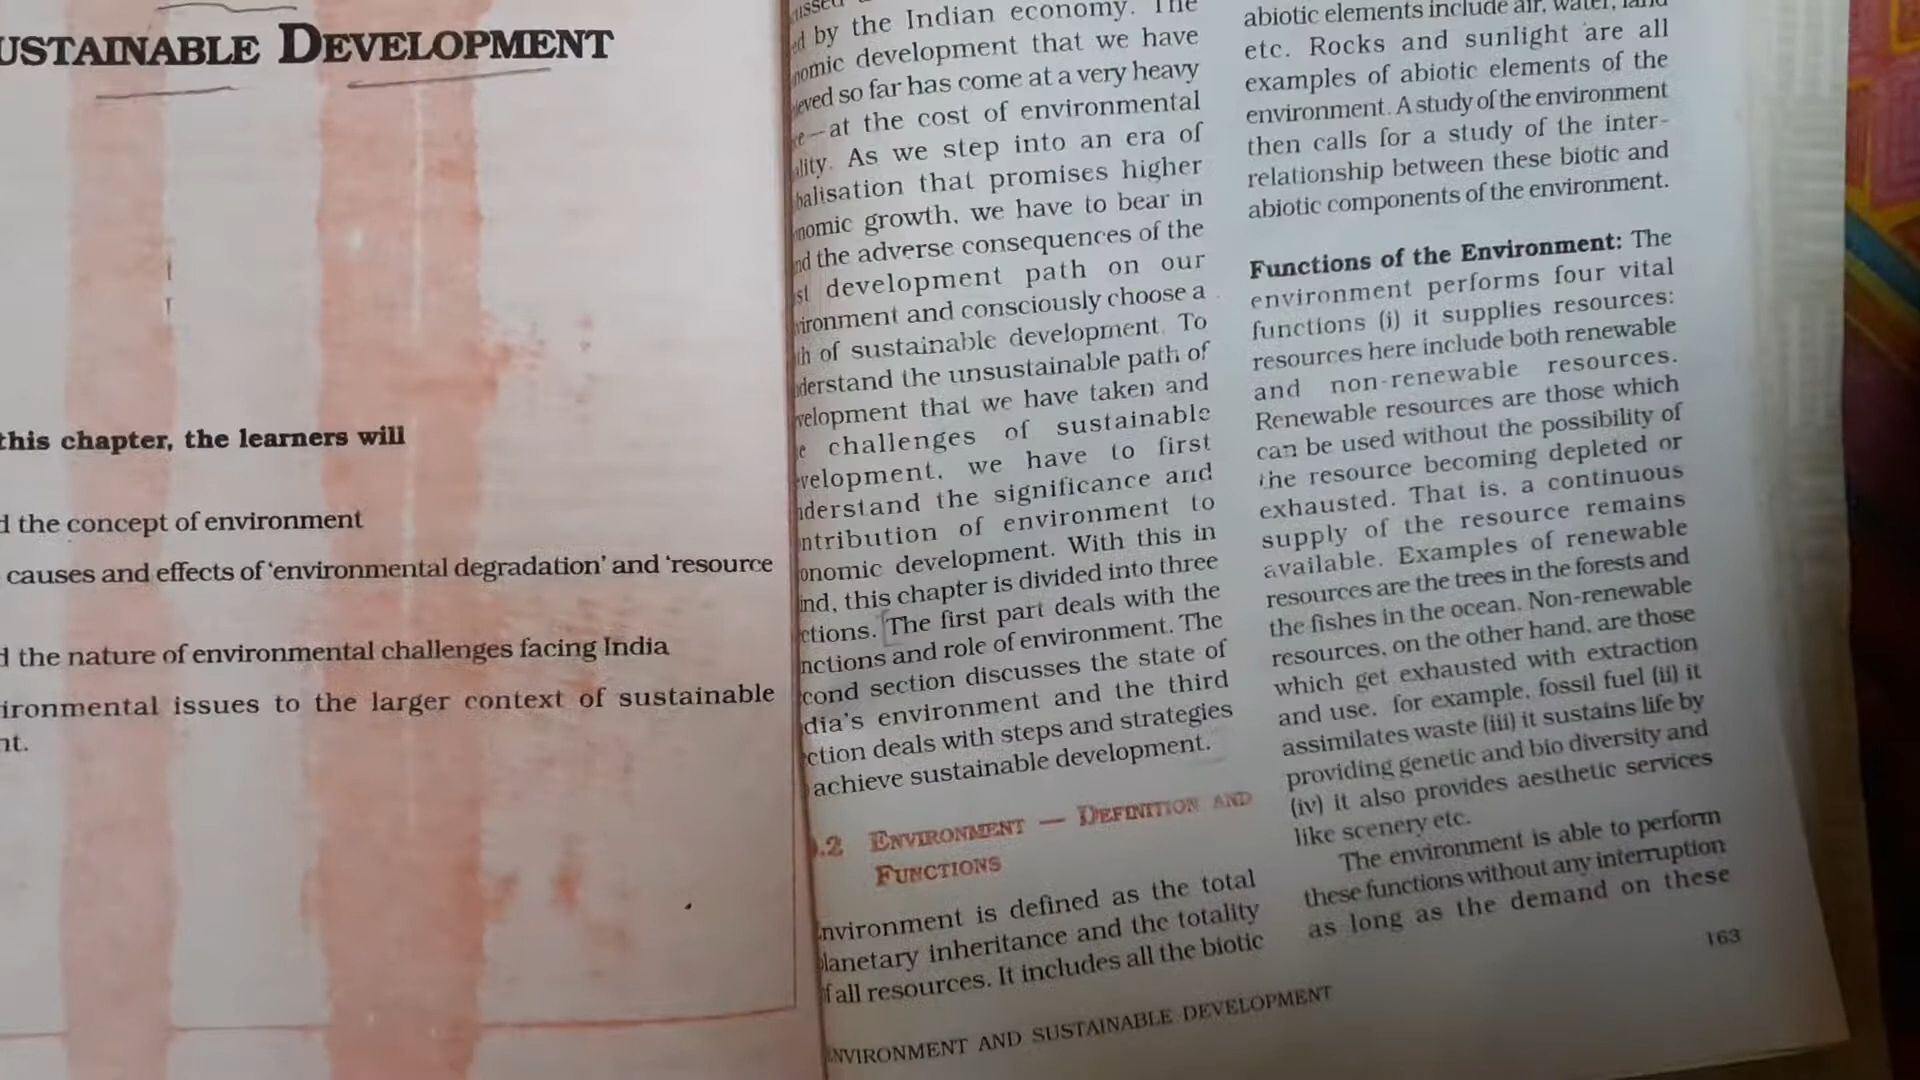 USTAINABLE DEVELOPMENT
this chapter, the learners will
the concept of environment
causes and effects of 'environmental degradation' and 'resource
the nature of environmental challenges facing India
ironmental issues to the larger context of sustainable
nt.
ed by the Indian economy. The
nomic development that we have
ieved so far has come at a very heavy
e—at the cost of environmental
ality. As we step into an era of
balisation that promises higher
nomic growth, we have to bear in
nd the adverse consequences of the
st development path on our
vironment and consciously choose a
th of sustainable development. To
derstand the unsustainable path of
velopment that we have taken and
e challenges of sustainable
velopment, we have to first
derstand the significance and
ntribution of environment to
onomic development. With this in
ind, this chapter is divided into three
ctions. The first part deals with the
nctions and role of environment. The
cond section discusses the state of
dia's environment and the third
ction deals with steps and strategies
achieve sustainable development.
.2 ENVIRONMENT — DEFINITION AND
FUNCTIONS
nvironment is defined as the total
lanetary inheritance and the totality
f all resources. It includes all the biotic
abiotic elements include air, water, land
etc. Rocks and sunlight are all
examples of abiotic elements of the
environment. A study of the environment
then calls for a study of the inter-
relationship between these biotic and
abiotic components of the environment.
Functions of the Environment: The
environment performs four vital
functions (i) it supplies resources:
resources here include both renewable
and non-renewable resources.
Renewable resources are those which
can be used without the possibility of
the resource becoming depleted or
exhausted. That is, a continuous
supply of the resource remains
available. Examples of renewable
resources are the trees in the forests and
the fishes in the ocean. Non-renewable
resources, on the other hand, are those
which get exhausted with extraction
and use, for example, fossil fuel (ii) it
assimilates waste (iii) it sustains life by
providing genetic and bio diversity and
(iv) it also provides aesthetic services
like scenery etc.
The environment is able to perform
these functions without any interruption
as long as the demand on these
NVIRONMENT AND SUSTAINABLE DEVELOPMENT
163